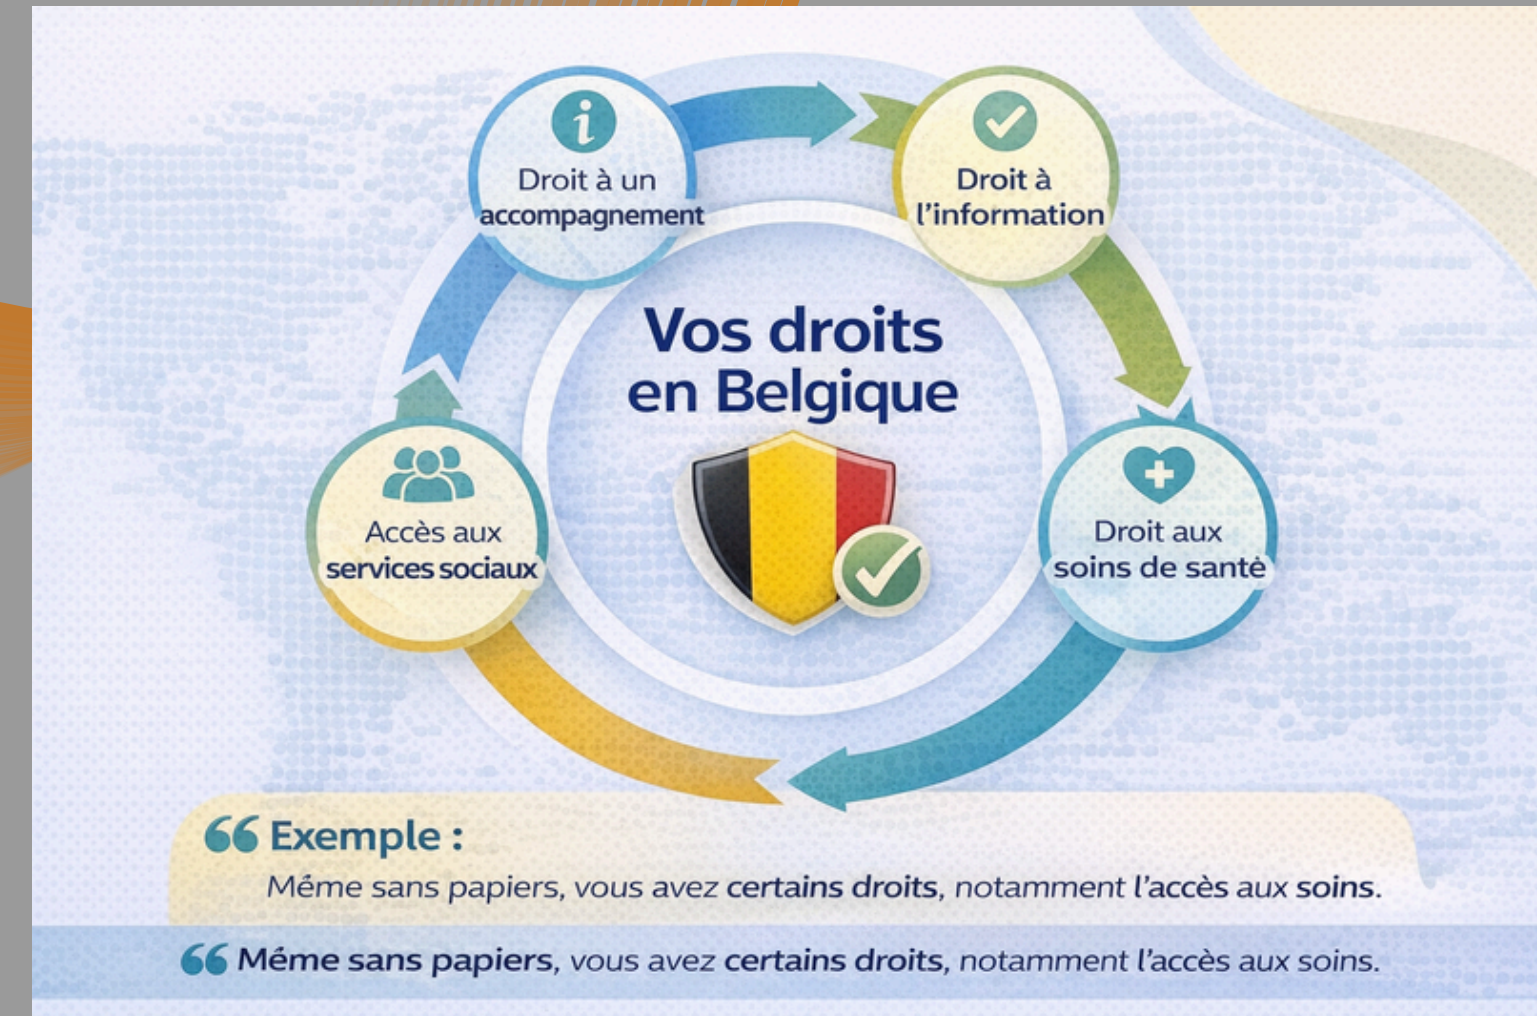 Droit à un
accompagnement
Droit à
l'information
Vos droits
en Belgique
Accès aux
services sociaux
Droit aux
soins de santé
“ Exemple :
Même sans papiers, vous avez certains droits, notamment l'accès aux soins.
“ Même sans papiers, vous avez certains droits, notamment l'accès aux soins.